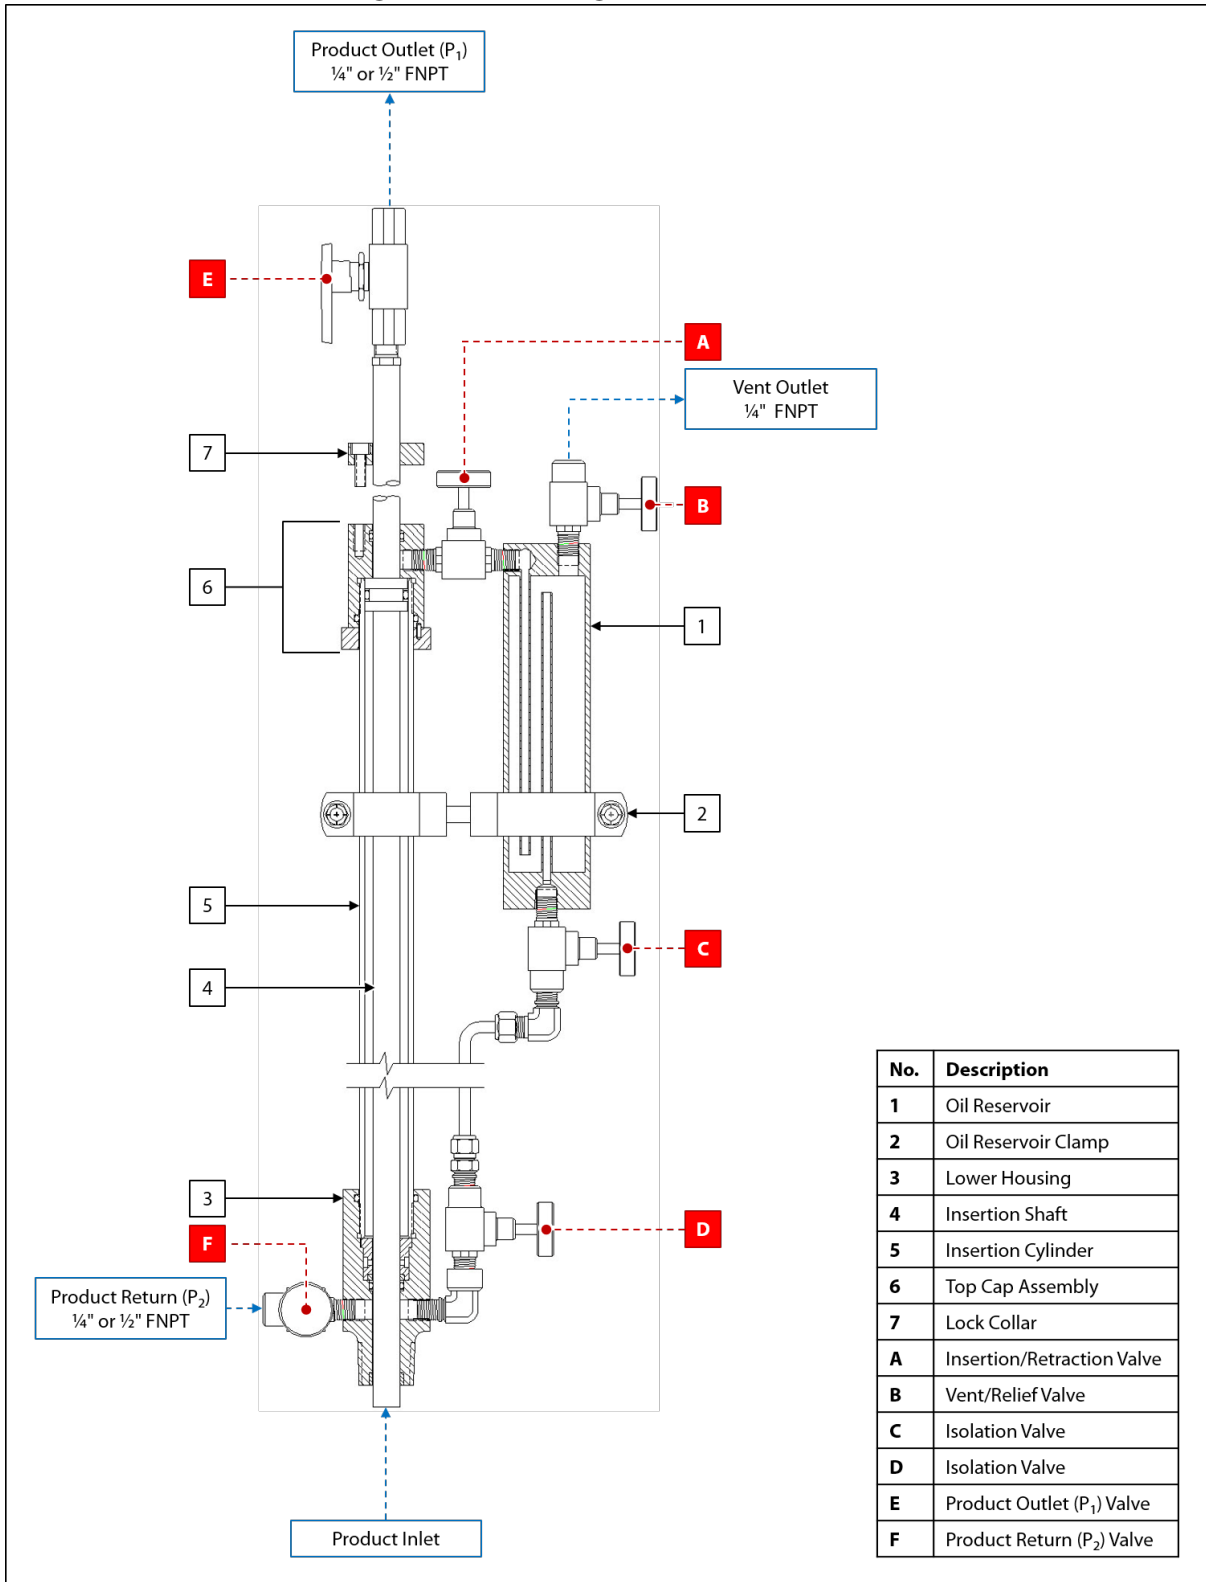 Product Outlet (P₁)
¼" or ½" FNPT
E
A
Vent Outlet
¼" FNPT
7
B
6
1
2
5
C
4
3
D
F
Product Return (P₂)
¼" or ½" FNPT
Product Inlet
No. Description
1 Oil Reservoir
2 Oil Reservoir Clamp
3 Lower Housing
4 Insertion Shaft
5 Insertion Cylinder
6 Top Cap Assembly
7 Lock Collar
A Insertion/Retraction Valve
B Vent/Relief Valve
C Isolation Valve
D Isolation Valve
E Product Outlet (P₁) Valve
F Product Return (P₂) Valve